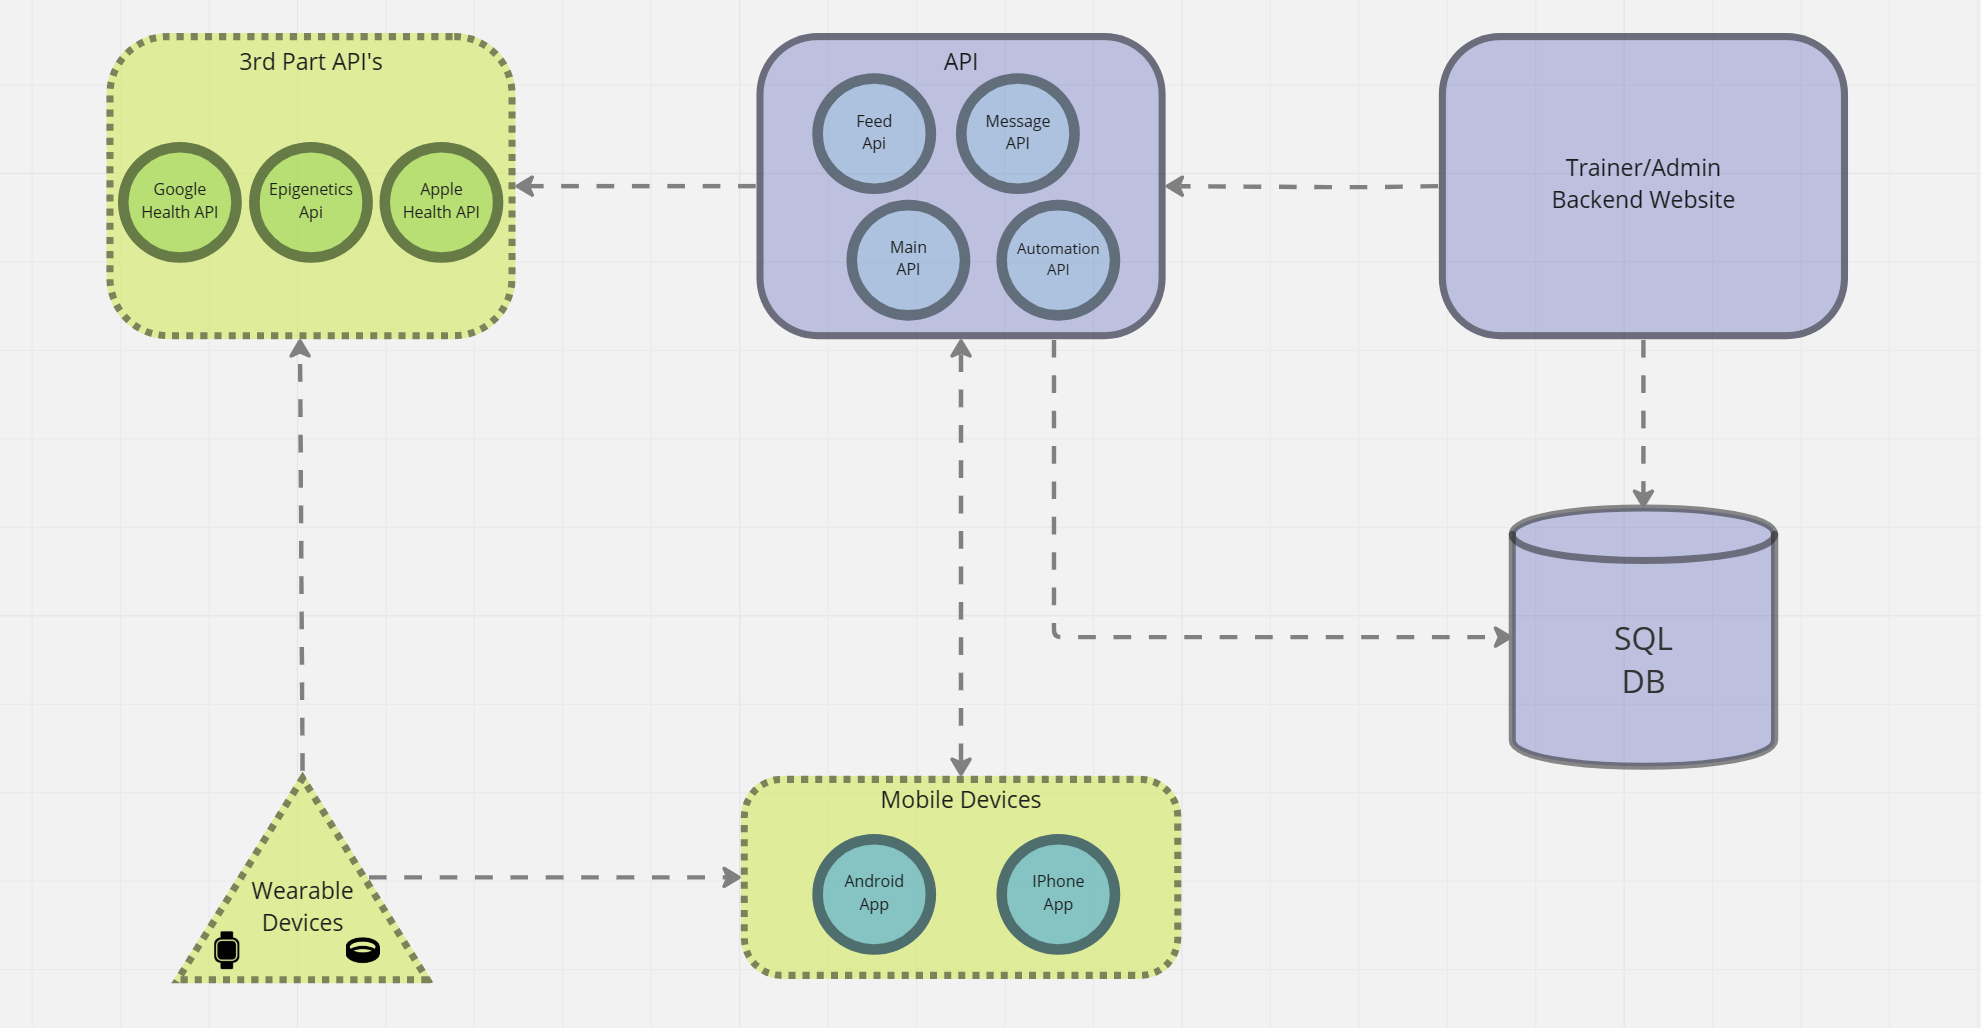 3rd Part API's
Google
Health API
Epigenetics
Api
Apple
Health API
API
Feed
Api
Message
API
Main
API
Automation
API
Trainer/Admin
Backend Website
SQL
DB
Wearable
Devices
Mobile Devices
Android
App
IPhone
App